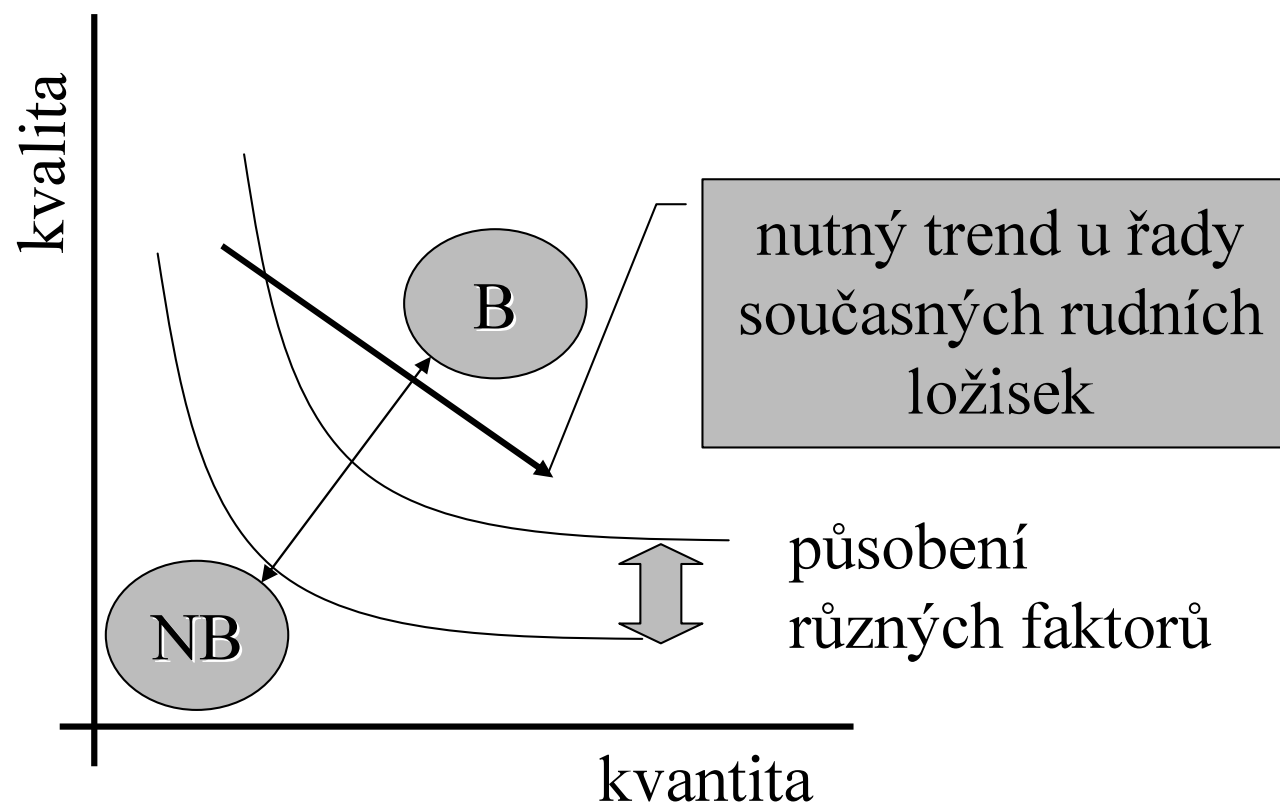 kvalita
B
nutný trend u řady
současných rudních
ložisek
působení
různých faktorů
NB
kvantita